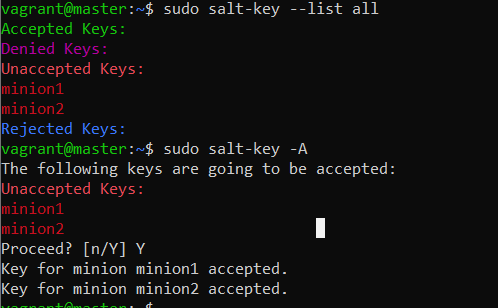 vagrant@master:~$ sudo salt-key --list all
Accepted Keys:
Denied Keys:
Unaccepted Keys:
minion1
minion2
Rejected Keys:
vagrant@master:~$ sudo salt-key -A
The following keys are going to be accepted:
Unaccepted Keys:
minion1
minion2
Proceed? [n/Y] Y
Key for minion minion1 accepted.
Key for minion minion2 accepted.
vagrant@master:~$